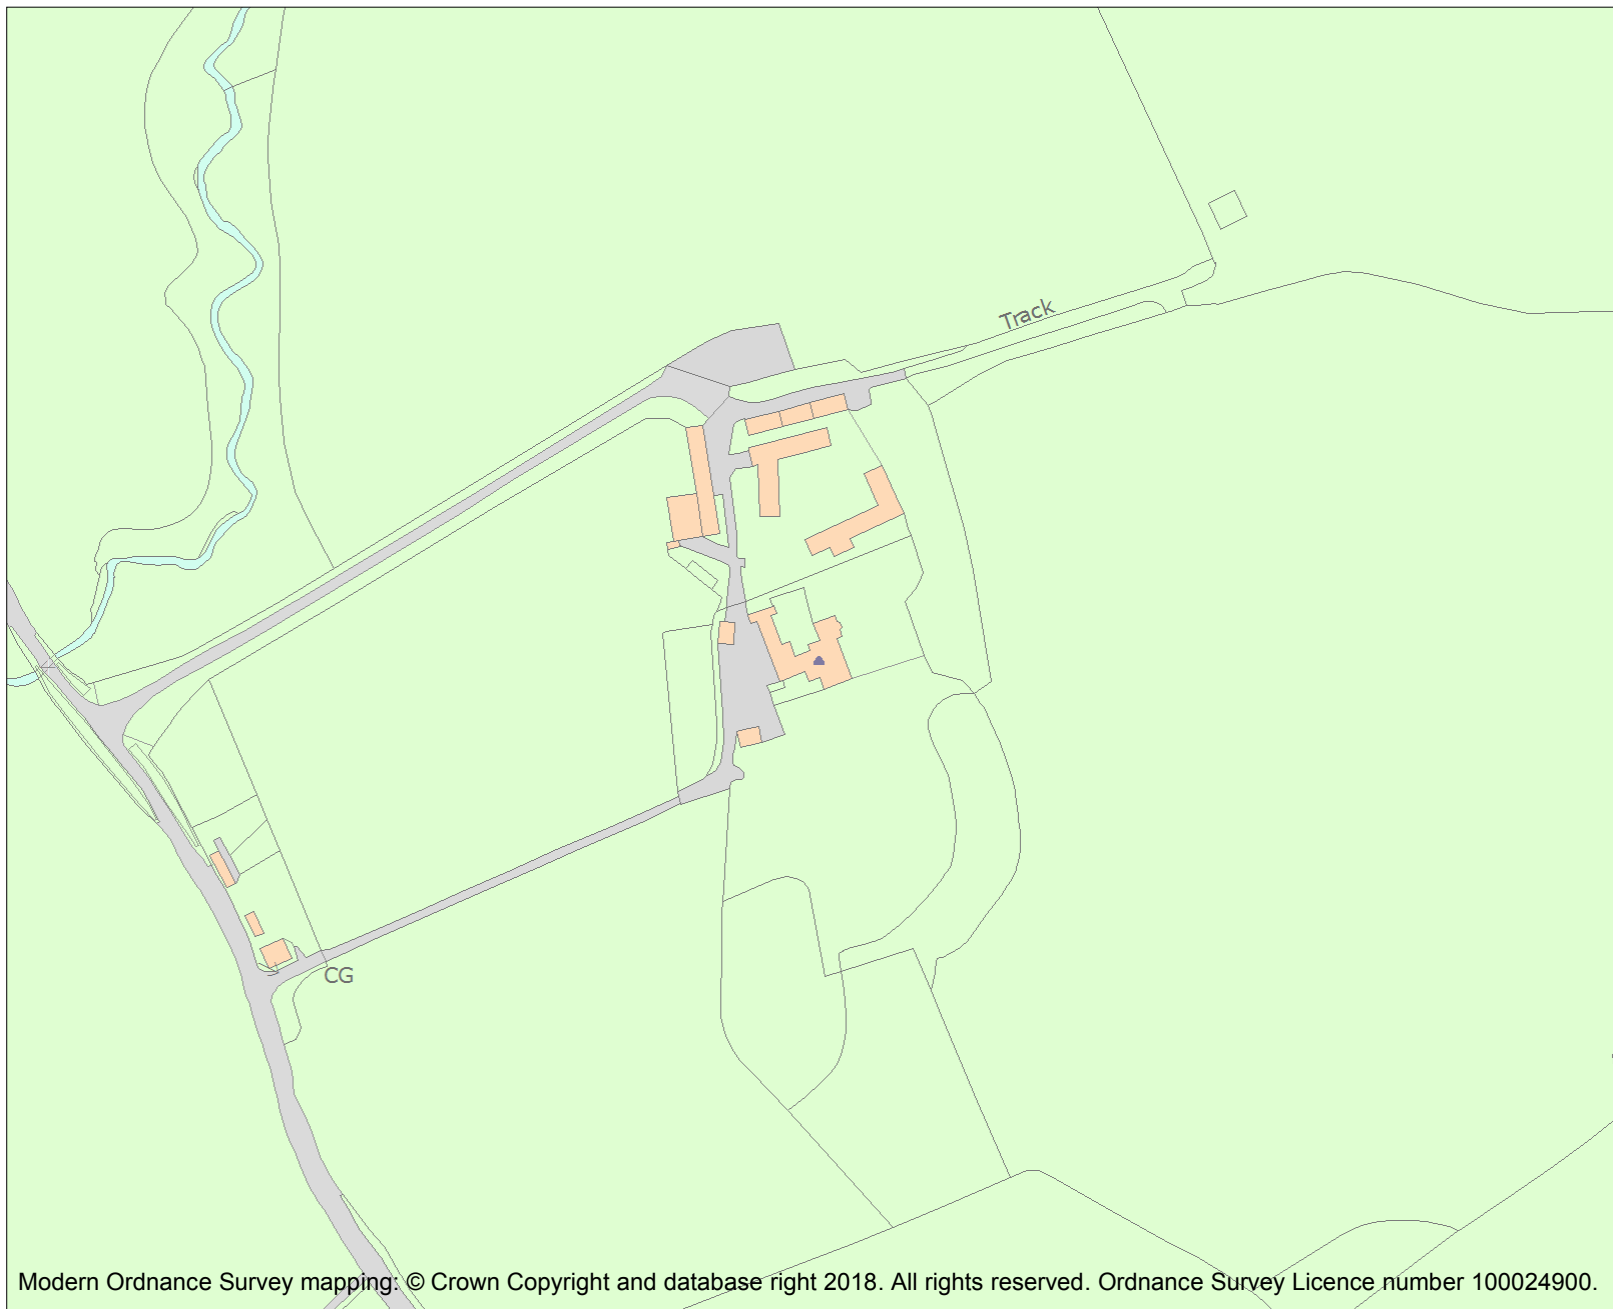 Track
CG
Modern Ordnance Survey mapping: © Crown Copyright and database right 2018. All rights reserved. Ordnance Survey Licence number 100024900.